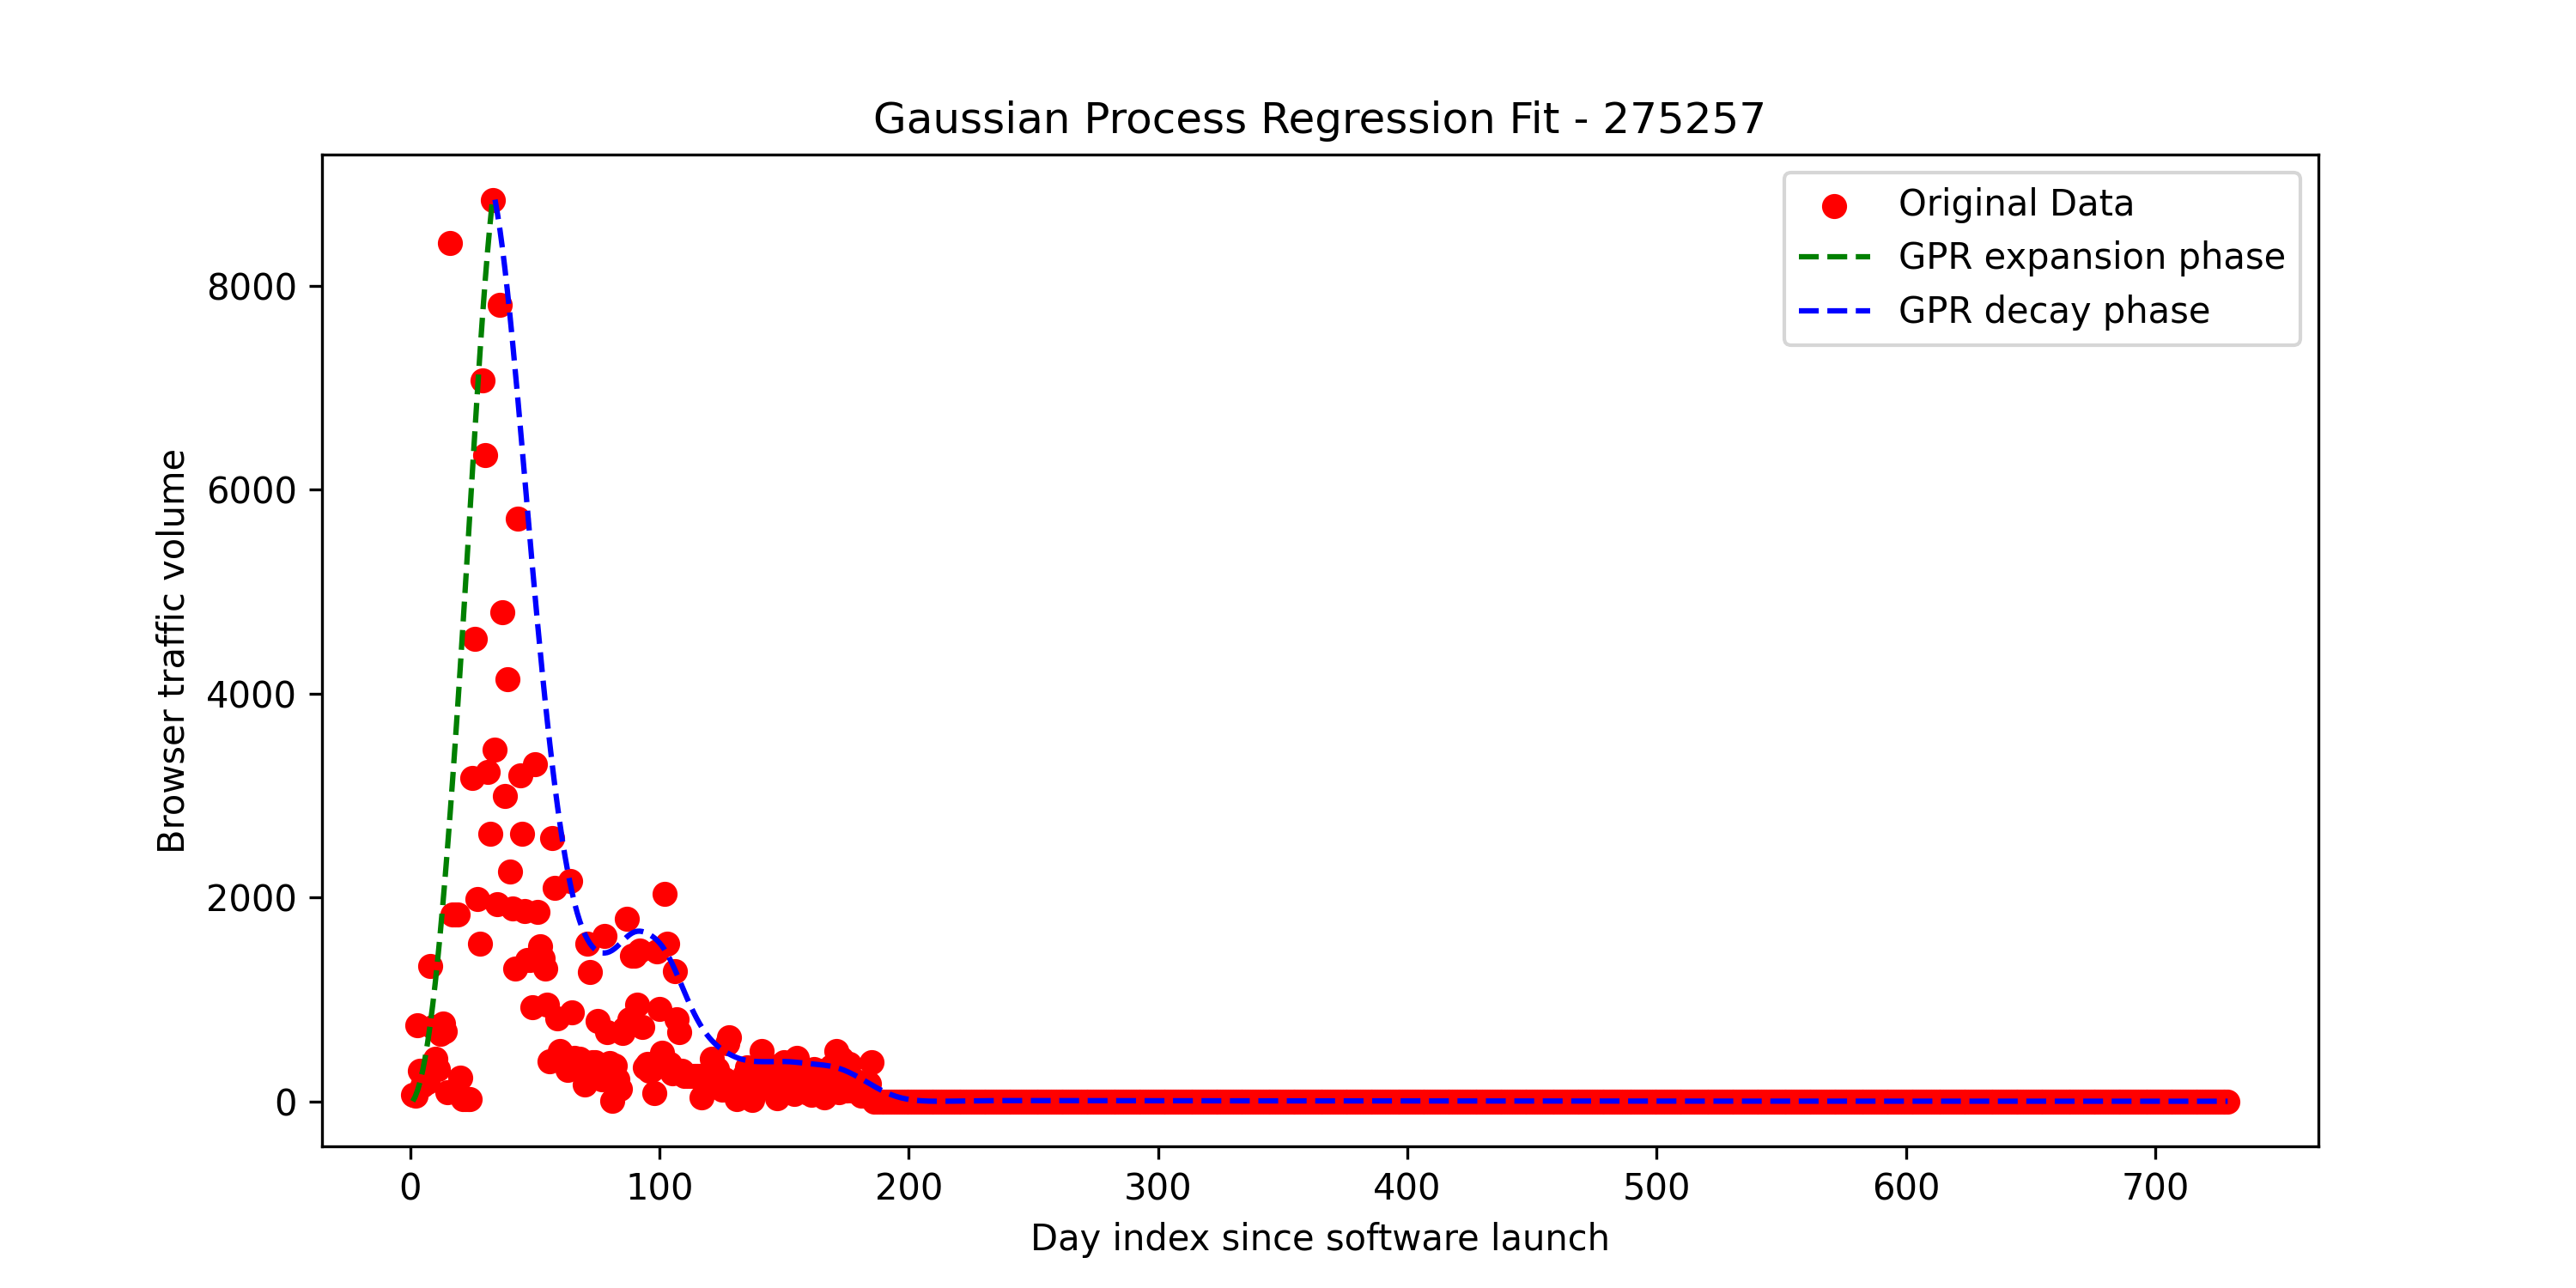 Gaussian Process Regression Fit - 275257
Original Data
GPR expansion phase
GPR decay phase
Browser traffic volume
8000
6000
4000
2000
0
0 100 200 300 400 500 600 700
Day index since software launch